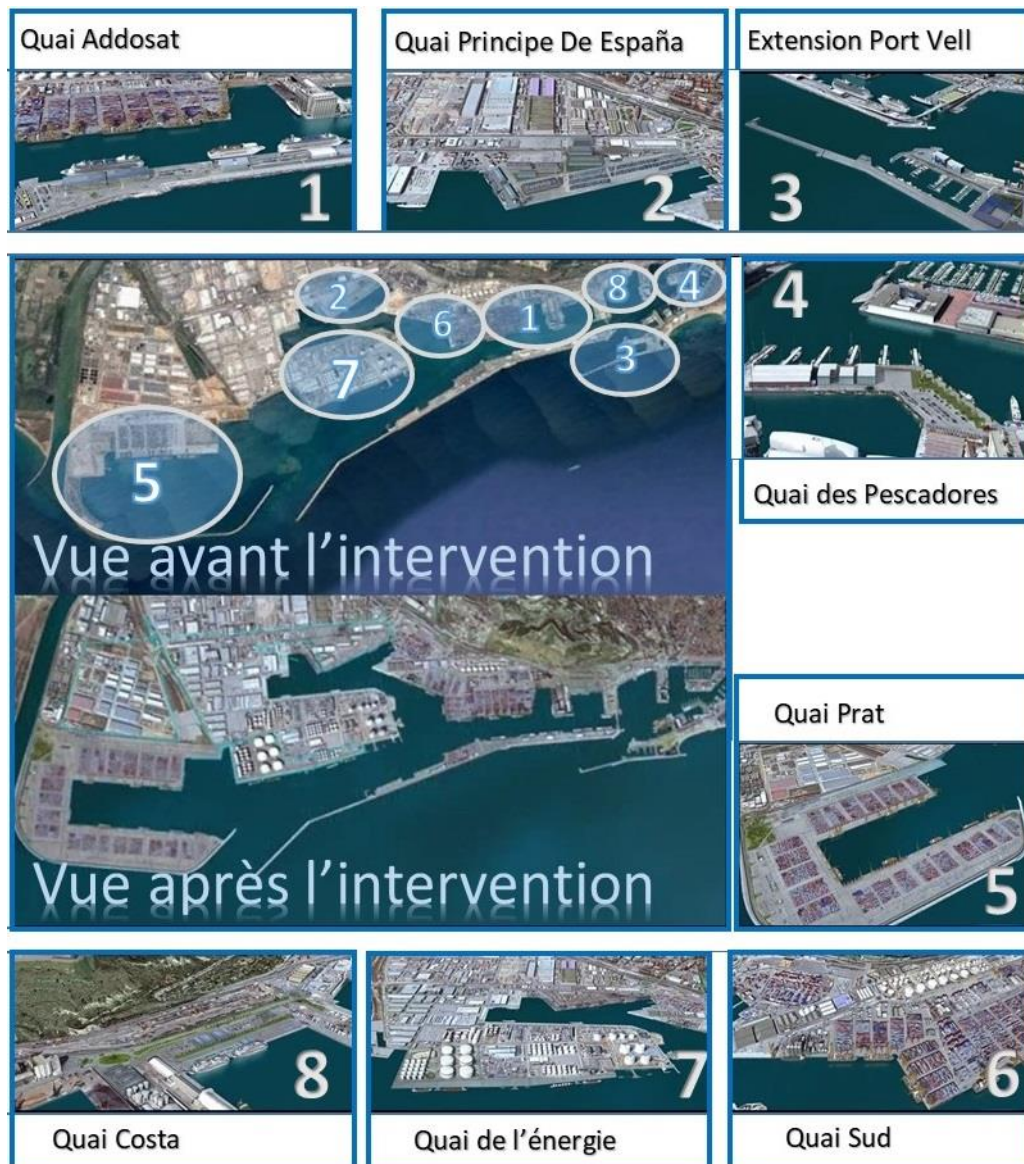 Quai Addosat
Quai Principe De España
Extension Port Vell
1
2
3
2
6
1
8
4
7
3
5
Vue avant l'intervention
4
Quai des Pescadores
Vue après l'intervention
Quai Prat
5
8
7
6
Quai Costa
Quai de l'énergie
Quai Sud